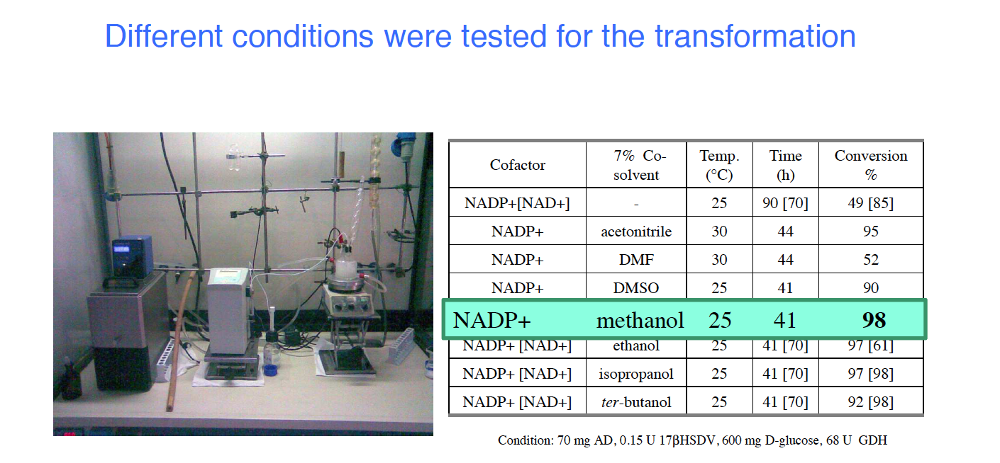 Different conditions were tested for the transformation
Cofactor 7% Co-solvent Temp. (°C) Time (h) Conversion %
NADP+[NAD+] - 25 90 [70] 49 [85]
NADP+ acetonitrile 30 44 95
NADP+ DMF 30 44 52
NADP+ DMSO 25 41 90
NADP+ methanol 25 41 98
NADP+ [NAD+] ethanol 25 41 [70] 97 [61]
NADP+ [NAD+] isopropanol 25 41 [70] 97 [98]
NADP+ [NAD+] ter-butanol 25 41 [70] 92 [98]
Condition: 70 mg AD, 0.15 U 17βHSDV, 600 mg D-glucose, 68 U GDH